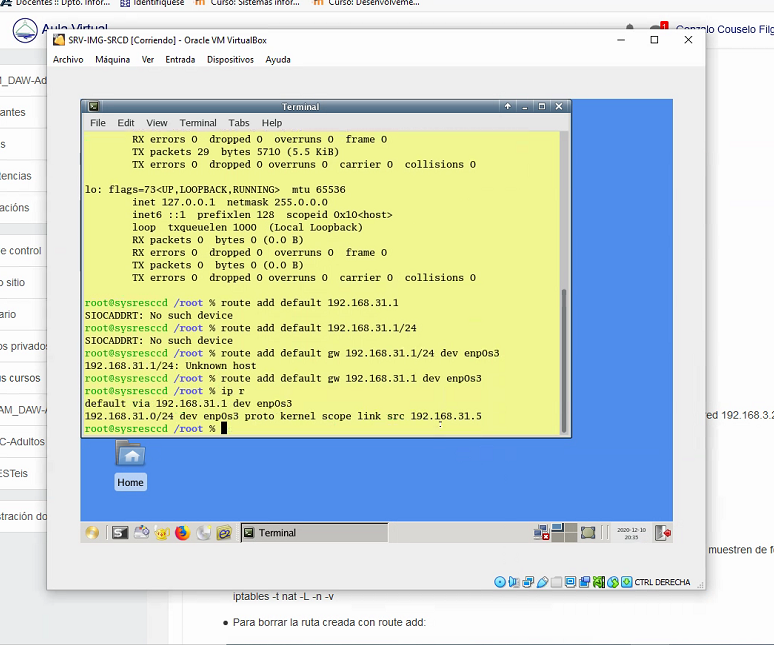 Docentes :: Dpto. Infor...
Identifíquese
Curso: Sistemas infor...
Curso: Desenvolveme...
Aula Virtual
1
Gonzalo Couselo Filg
SRV-IMG-SRCD [Corriendo] - Oracle VM VirtualBox
Archivo Máquina Ver Entrada Dispositivos Ayuda
M_DAW-Ad
antes
s
tencias
acións
e control
o sitio
ario
os privados
us cursos
AM_DAW-A
C-Adultos
ESTeis
stración do
Terminal
File Edit View Terminal Tabs Help
RX errors 0 dropped 0 overruns 0 frame 0
TX packets 29 bytes 5710 (5.5 KiB)
TX errors 0 dropped 0 overruns 0 carrier 0 collisions 0
lo: flags=73<UP,LOOPBACK,RUNNING> mtu 65536
inet 127.0.0.1 netmask 255.0.0.0
inet6 ::1 prefixlen 128 scopeid 0x10<host>
loop txqueuelen 1000 (Local Loopback)
RX packets 0 bytes 0 (0.0 B)
RX errors 0 dropped 0 overruns 0 frame 0
TX packets 0 bytes 0 (0.0 B)
TX errors 0 dropped 0 overruns 0 carrier 0 collisions 0
root@sysresccd /root % route add default 192.168.31.1
SIOCADDRT: No such device
root@sysresccd /root % route add default 192.168.31.1/24
SIOCADDRT: No such device
root@sysresccd /root % route add default gw 192.168.31.1/24 dev enp0s3
192.168.31.1/24: Unknown host
root@sysresccd /root % route add default gw 192.168.31.1 dev enp0s3
root@sysresccd /root % ip r
default via 192.168.31.1 dev enp0s3
192.168.31.0/24 dev enp0s3 proto kernel scope link src 192.168.31.5
root@sysresccd /root %
Home
Terminal
2020-12-10
20:35
CTRL DERECHA
red 192.168.3.2
muestren de fo
iptables -t nat -L -n -v
Para borrar la ruta creada con route add: